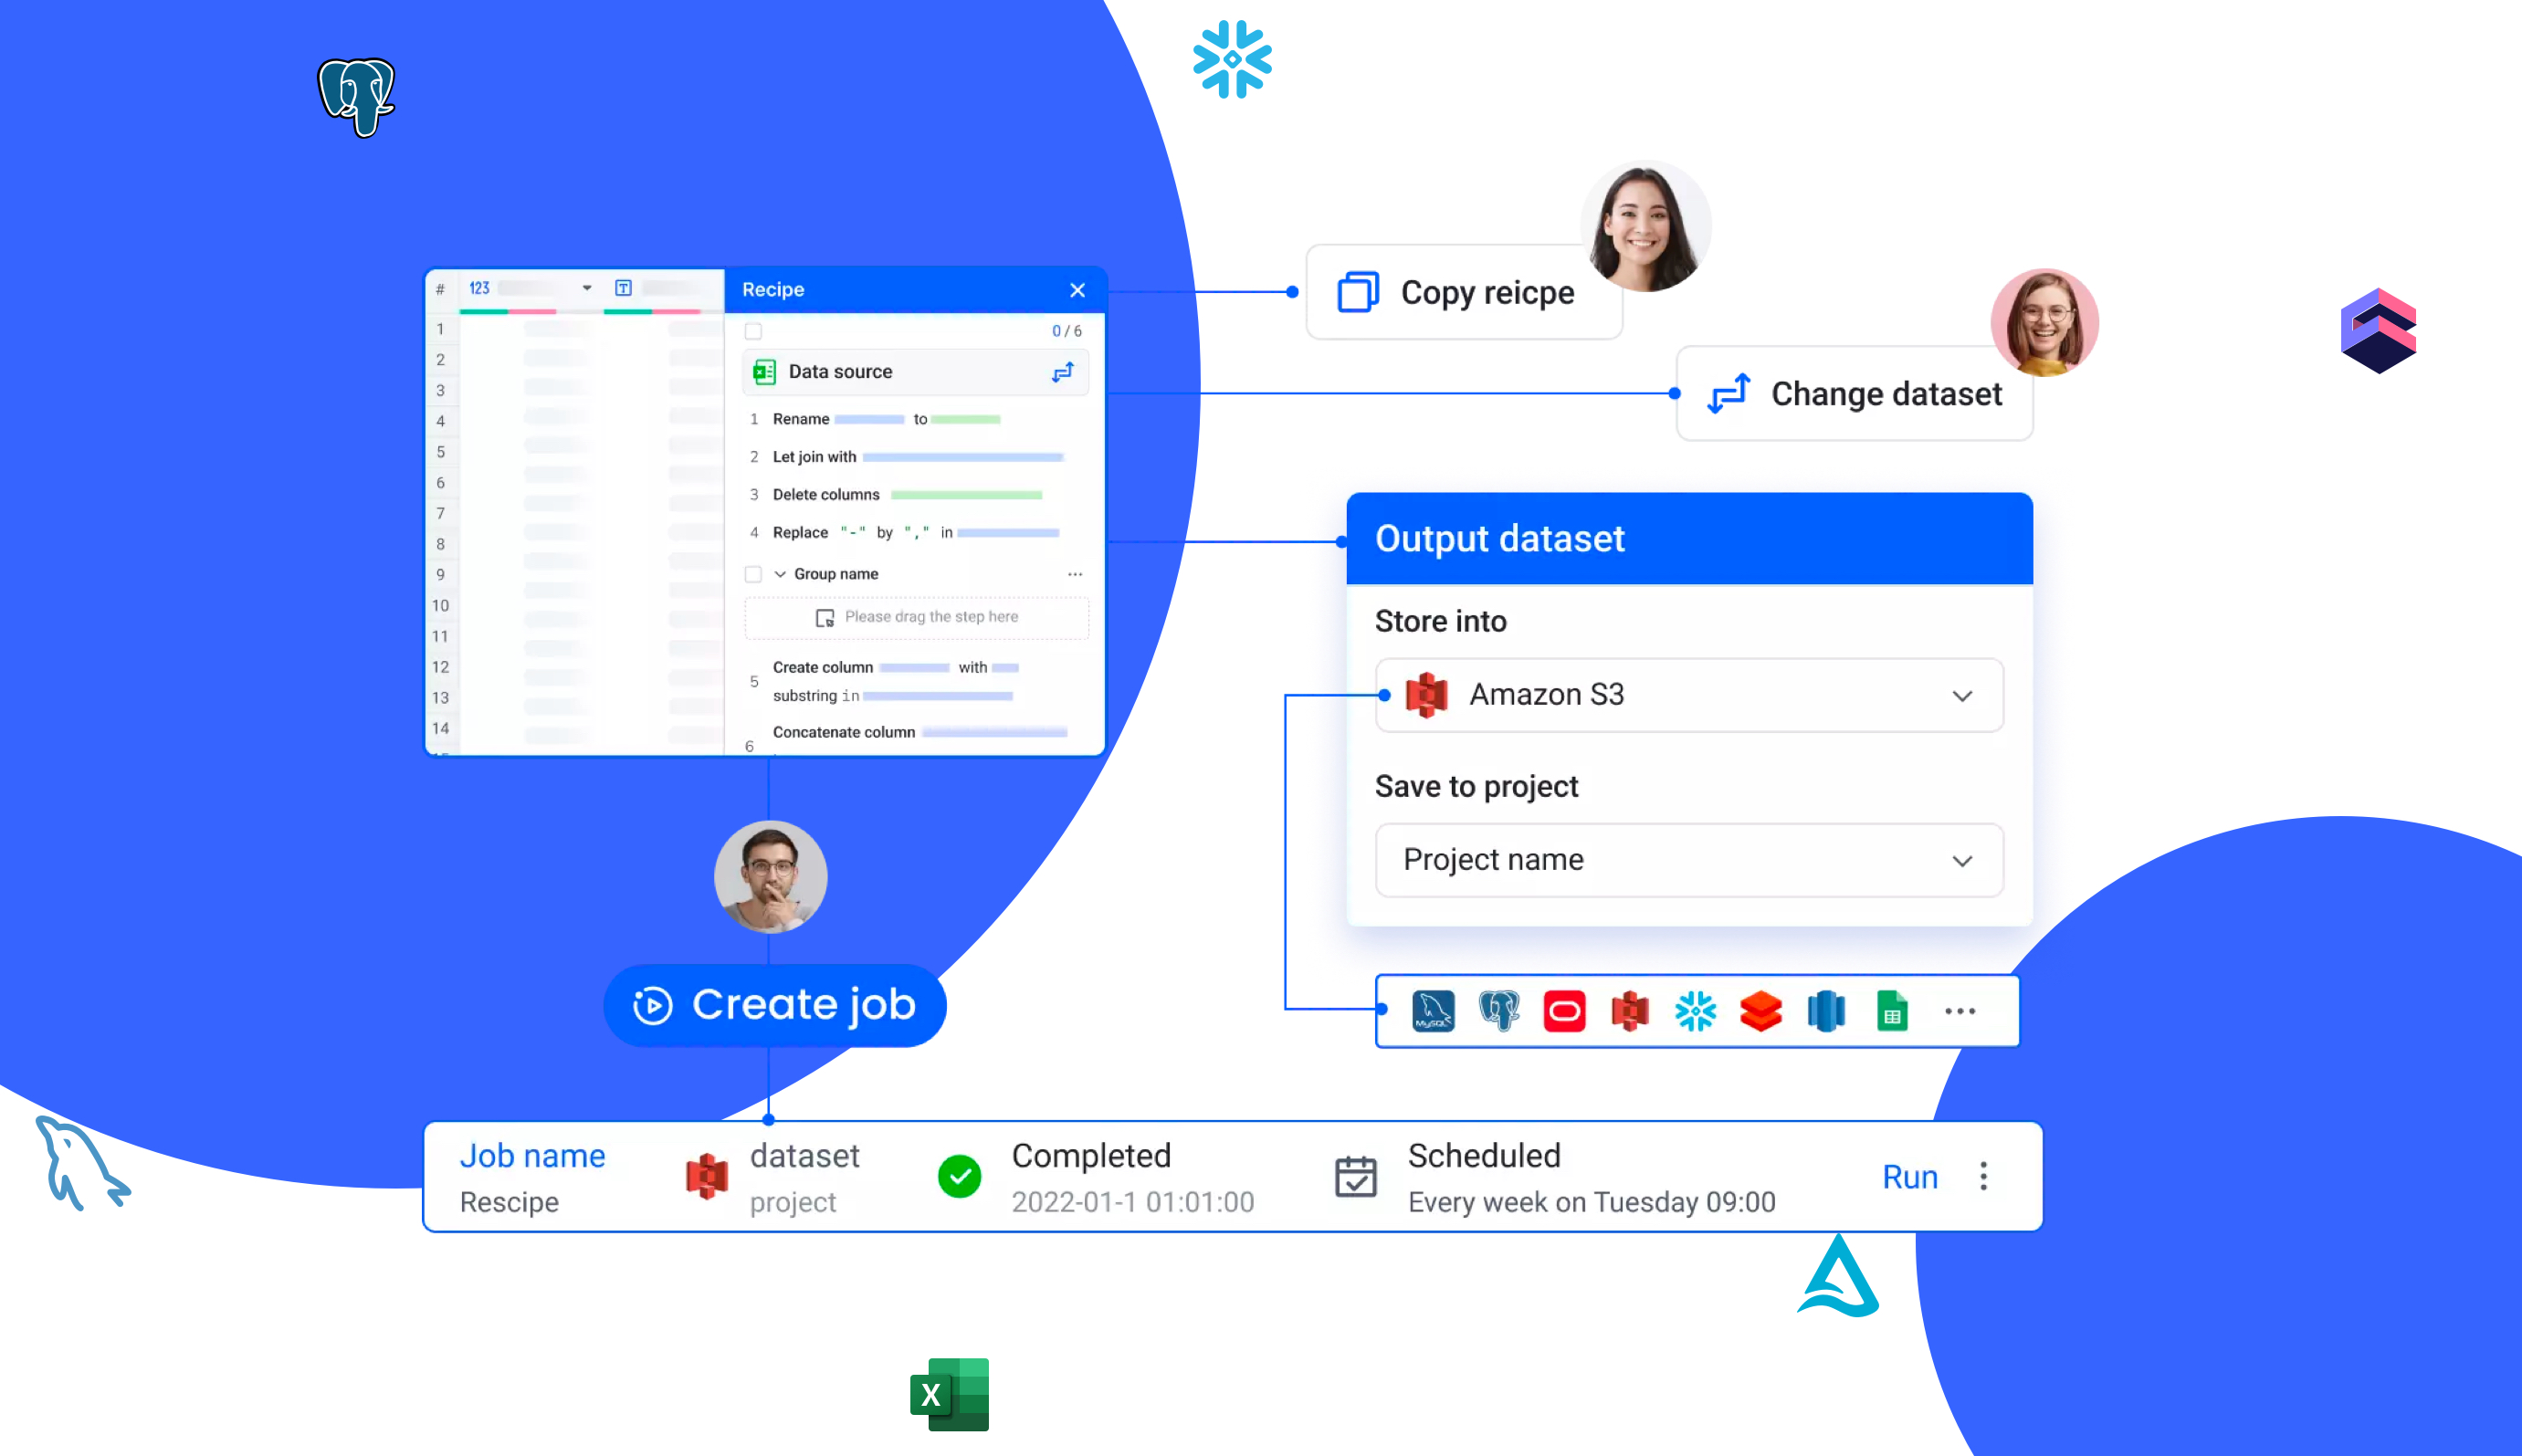 Copy reicpe
# 123 T
Recipe
0 / 6
1
2
3
4
5
6
7
8
9
10
11
12
13
14
Data source
1 Rename to
2 Let join with
3 Delete columns
4 Replace "-" by "," in
Group name
Please drag the step here
5 Create column with
substring in
6 Concatenate column
Change dataset
Output dataset
Store into
Amazon S3
Save to project
Project name
MySQL
Create job
Job name
Rescipe
dataset
project
Completed
2022-01-1 01:01:00
Scheduled
Every week on Tuesday 09:00
Run
X